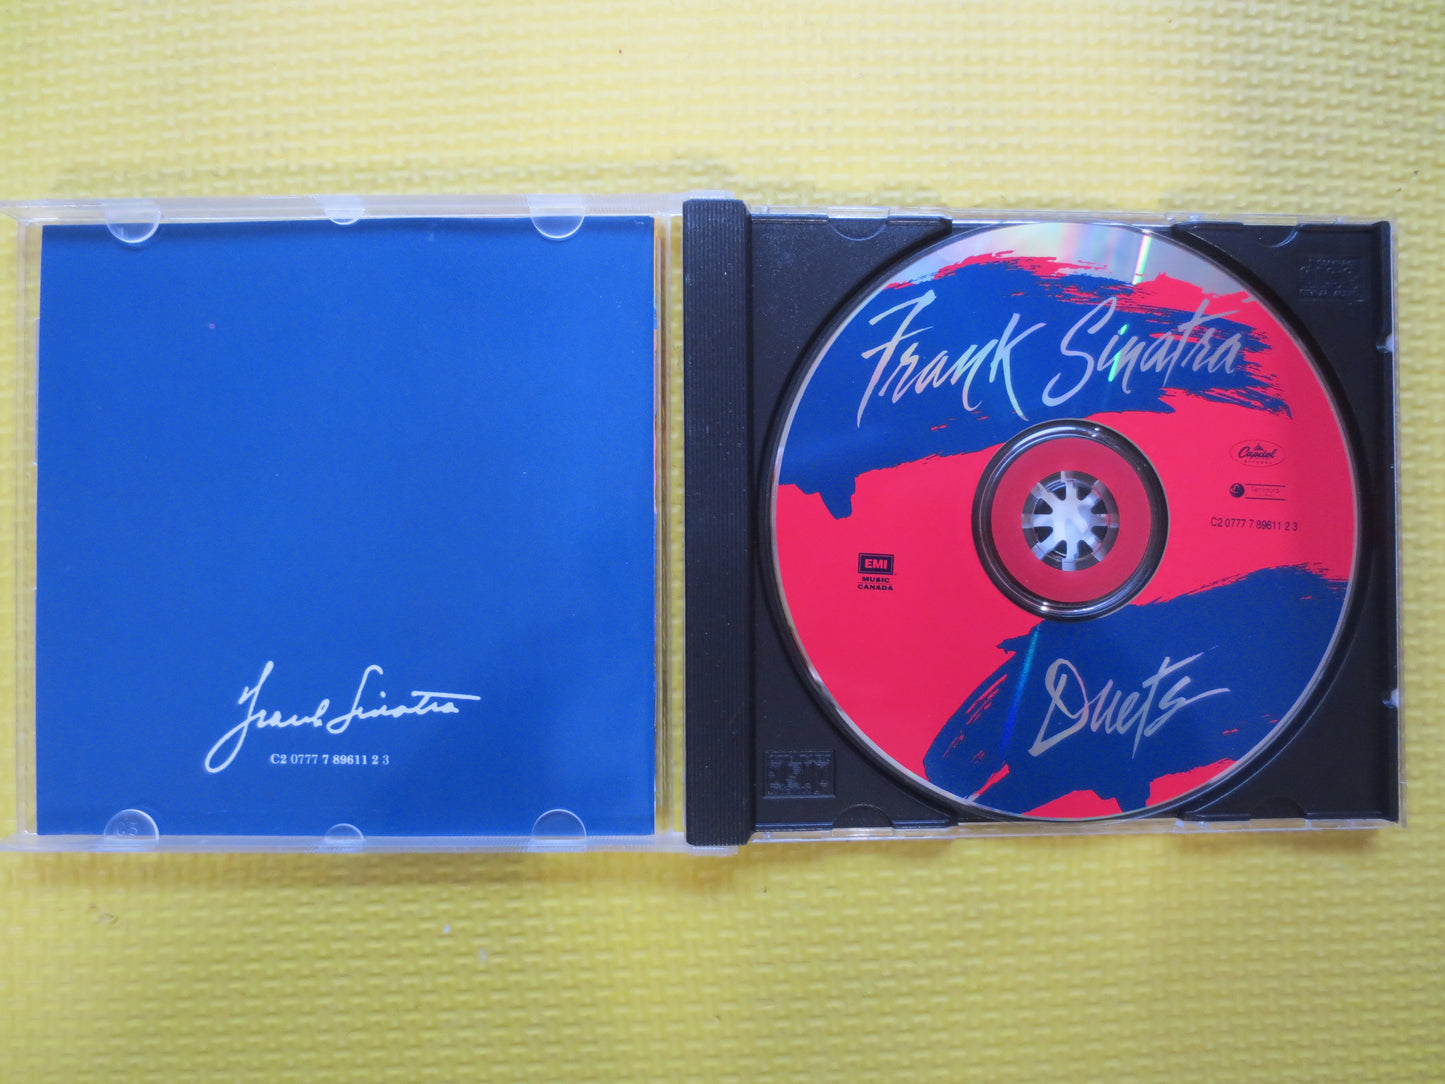 Frank Sinatra
C2 0777 7 89611 2 3
Frank Sinatra
Capitol
RECORDS
C2 0777 7 89611 2 3
EMI
MUSIC
CANADA
Duets